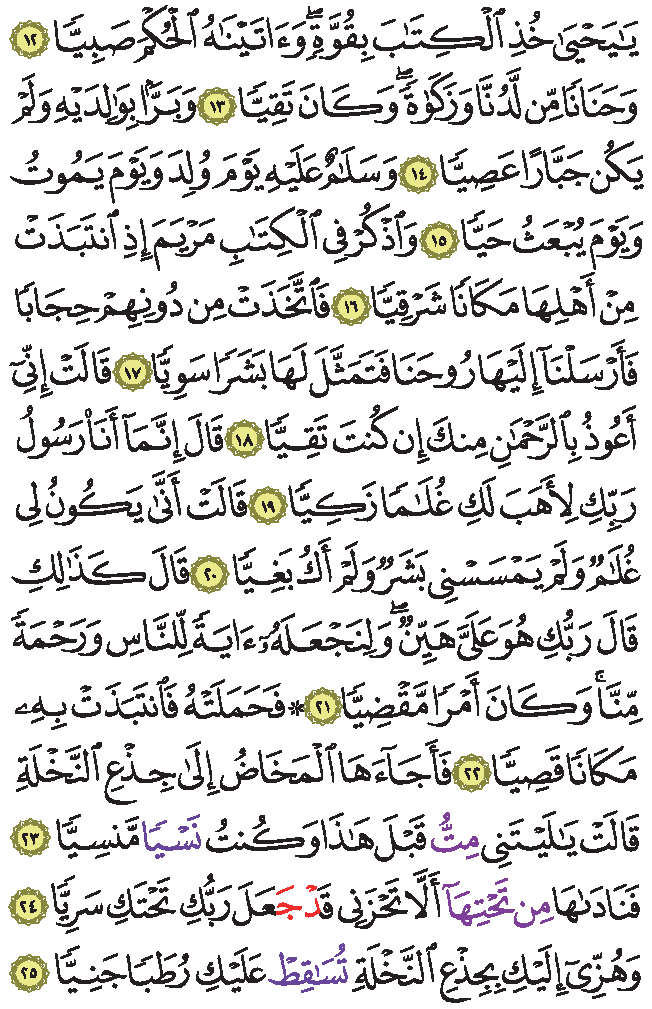 يَٰيَحۡيَىٰ خُذِ ٱلۡكِتَٰبَ بِقُوَّةٖۖ وَءَاتَيۡنَٰهُ ٱلۡحُكۡمَ صَبِيّٗا ١٢
وَحَنَانٗا مِّن لَّدُنَّا وَزَكَوٰةٗۖ وَكَانَ تَقِيّٗا ١٣ وَبَرَّۢا بِوَٰلِدَيۡهِ وَلَمۡ
يَكُن جَبَّارًا عَصِيّٗا ١٤ وَسَلَٰمٌ عَلَيۡهِ يَوۡمَ وُلِدَ وَيَوۡمَ يَمُوتُ
وَيَوۡمَ يُبۡعَثُ حَيّٗا ١٥ وَٱذۡكُرۡ فِي ٱلۡكِتَٰبِ مَرۡيَمَ إِذِ ٱنتَبَذَتۡ
مِنۡ أَهۡلِهَا مَكَانٗا شَرۡقِيّٗا ١٦ فَٱتَّخَذَتۡ مِن دُونِهِمۡ حِجَابٗا
فَأَرۡسَلۡنَآ إِلَيۡهَا رُوحَنَا فَتَمَثَّلَ لَهَا بَشَرٗا سَوِيّٗا ١٧ قَالَتۡ إِنِّيٓ
أَعُوذُ بِٱلرَّحۡمَٰنِ مِنكَ إِن كُنتَ تَقِيّٗا ١٨ قَالَ إِنَّمَآ أَنَا۠ رَسُولُ
رَبِّكِ لِأَهَبَ لَكِ غُلَٰمٗا زَكِيّٗا ١٩ قَالَتۡ أَنَّىٰ يَكُونُ لِي
غُلَٰمٞ وَلَمۡ يَمۡسَسۡنِي بَشَرٞ وَلَمۡ أَكُ بَغِيّٗا ٢٠ قَالَ كَذَٰلِكِ
قَالَ رَبُّكِ هُوَ عَلَيَّ هَيِّنٞۖ وَلِنَجۡعَلَهُۥٓ ءَايَةٗ لِّلنَّاسِ وَرَحۡمَةٗ
مِّنَّاۚ وَكَانَ أَمۡرٗا مَّقۡضِيّٗا ٢١ ۞ فَحَمَلَتۡهُ فَٱنتَبَذَتۡ بِهِۦ
مَكَانٗا قَصِيّٗا ٢٢ فَأَجَآءَهَا ٱلۡمَخَاضُ إِلَىٰ جِذۡعِ ٱلنَّخۡلَةِ
قَالَتۡ يَٰلَيۡتَنِي مِتُّ قَبۡلَ هَٰذَا وَكُنتُ نَسۡيٗا مَّنسِيّٗا ٢٣
فَنَادَىٰهَا مِن تَحۡتِهَآ أَلَّا تَحۡزَنِي قَدۡ جَعَلَ رَبُّكِ تَحۡتَكِ سَرِيّٗا ٢٤
وَهُزِّيٓ إِلَيۡكِ بِجِذۡعِ ٱلنَّخۡلَةِ تُسَٰقِطۡ عَلَيۡكِ رُطَبٗا جَنِيّٗا ٢٥